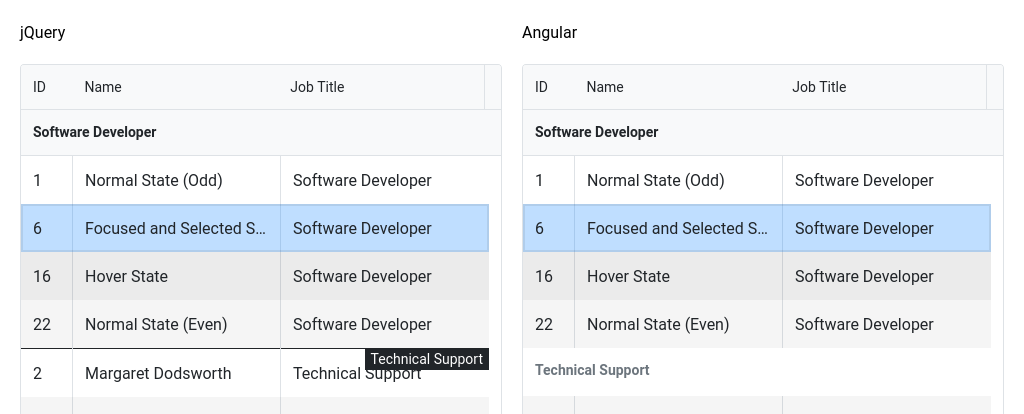 jQuery
ID Name Job Title
Software Developer
1 Normal State (Odd) Software Developer
6 Focused and Selected S... Software Developer
16 Hover State Software Developer
22 Normal State (Even) Software Developer
Technical Support
2 Margaret Dodsworth Technical Support
Angular
ID Name Job Title
Software Developer
1 Normal State (Odd) Software Developer
6 Focused and Selected S... Software Developer
16 Hover State Software Developer
22 Normal State (Even) Software Developer
Technical Support